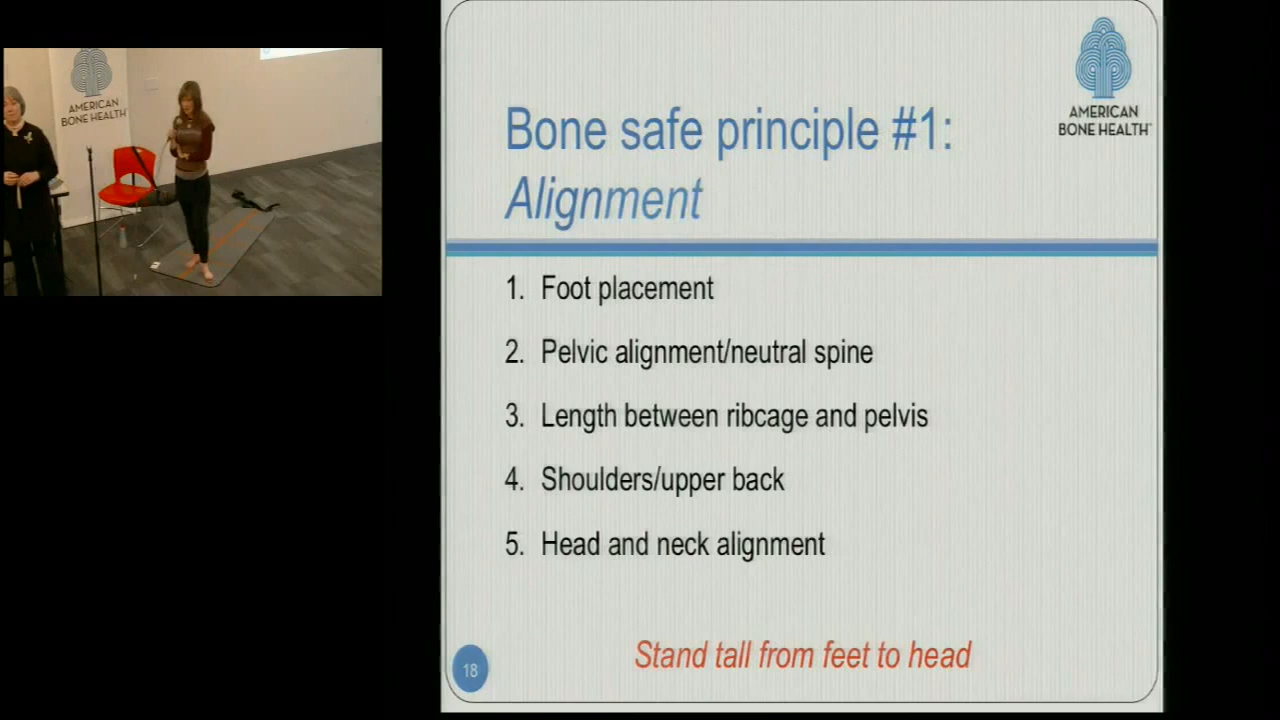 AMERICAN
BONE HEALTH
AMERICAN
BONE HEALTH
Bone safe principle #1:
Alignment
1. Foot placement
2. Pelvic alignment/neutral spine
3. Length between ribcage and pelvis
4. Shoulders/upper back
5. Head and neck alignment
Stand tall from feet to head
18